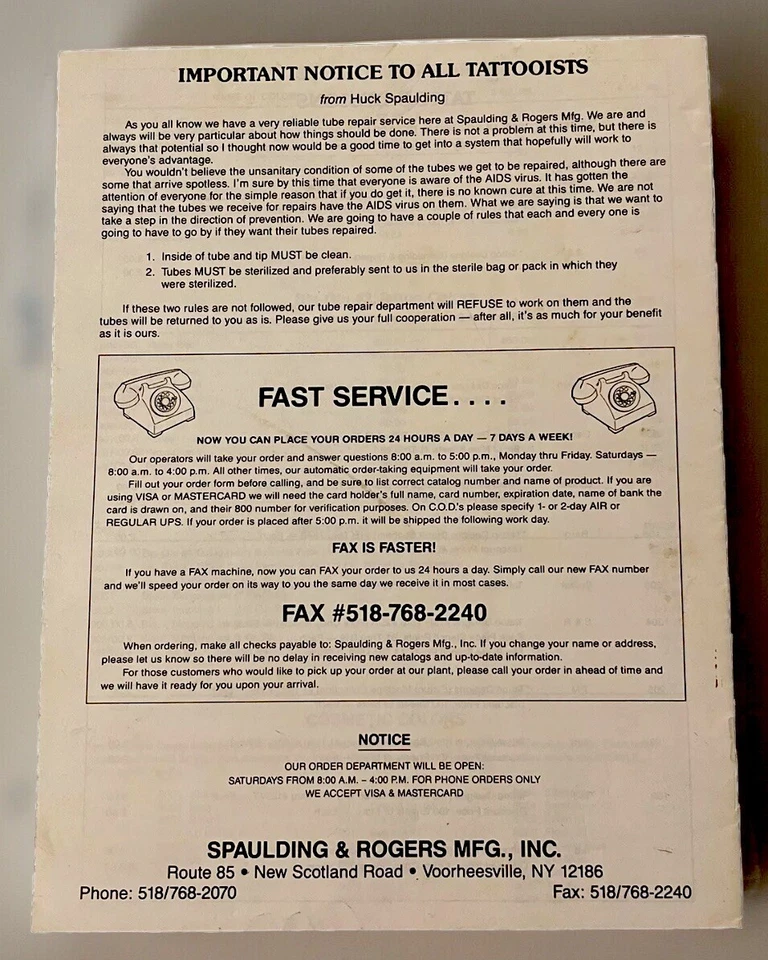 IMPORTANT NOTICE TO ALL TATTOOISTS
from Huck Spaulding
As you all know we have a very reliable tube repair service here at Spaulding & Rogers Mfg. We are and
always will be very particular about how things should be done. There is not a problem at this time, but there is
always that potential so I thought now would be a good time to get into a system that hopefully will work to
everyone's advantage.
You wouldn't believe the unsanitary condition of some of the tubes we get to be repaired, although there are
some that arrive spotless. I'm sure by this time that everyone is aware of the AIDS virus. It has gotten the
attention of everyone for the simple reason that if you do get it, there is no known cure at this time. We are not
saying that the tubes we receive for repairs have the AIDS virus on them. What we are saying is that we want to
take a step in the direction of prevention. We are going to have a couple of rules that each and every one is
going to have to go by if they want their tubes repaired.
1. Inside of tube and tip MUST be clean.
2. Tubes MUST be sterilized and preferably sent to us in the sterile bag or pack in which they
were sterilized.
If these two rules are not followed, our tube repair department will REFUSE to work on them and the
tubes will be returned to you as is. Please give us your full cooperation — after all, it's as much for your benefit
as it is ours.
FAST SERVICE....
NOW YOU CAN PLACE YOUR ORDERS 24 HOURS A DAY — 7 DAYS A WEEK!
Our operators will take your order and answer questions 8:00 a.m. to 5:00 p.m., Monday thru Friday. Saturdays —
8:00 a.m. to 4:00 p.m. All other times, our automatic order-taking equipment will take your order.
Fill out your order form before calling, and be sure to list correct catalog number and name of product. If you are
using VISA or MASTERCARD we will need the card holder's full name, card number, expiration date, name of bank the
card is drawn on, and their 800 number for verification purposes. On C.O.D.'s please specify 1- or 2-day AIR or
REGULAR UPS. If your order is placed after 5:00 p.m. it will be shipped the following work day.
FAX IS FASTER!
If you have a FAX machine, now you can FAX your order to us 24 hours a day. Simply call our new FAX number
and we'll speed your order on its way to you the same day we receive it in most cases.
FAX #518-768-2240
When ordering, make all checks payable to: Spaulding & Rogers Mfg., Inc. If you change your name or address,
please let us know so there will be no delay in receiving new catalogs and up-to-date information.
For those customers who would like to pick up your order at our plant, please call your order in ahead of time and
we will have it ready for you upon your arrival.
NOTICE
OUR ORDER DEPARTMENT WILL BE OPEN:
SATURDAYS FROM 8:00 A.M. – 4:00 P.M. FOR PHONE ORDERS ONLY
WE ACCEPT VISA & MASTERCARD
SPAULDING & ROGERS MFG., INC.
Route 85 • New Scotland Road • Voorheesville, NY 12186
Phone: 518/768-2070 Fax: 518/768-2240